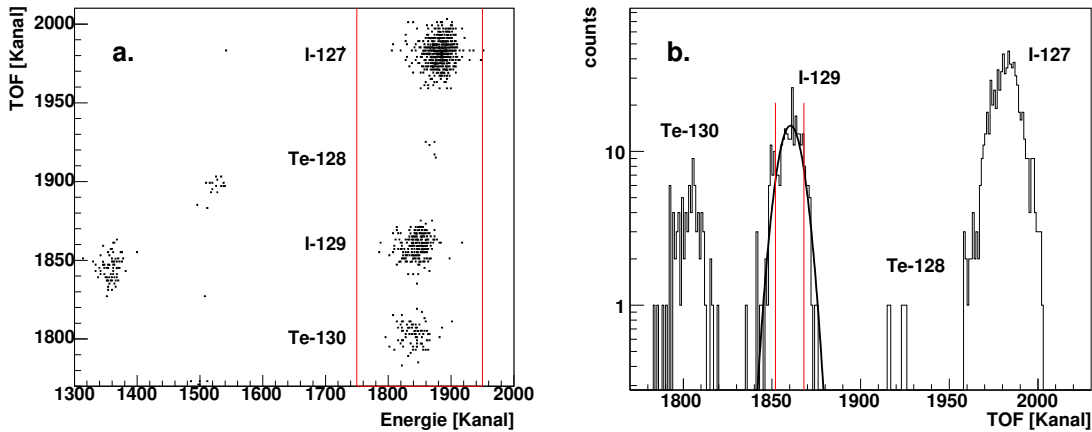 a.
TOF [Kanal]
2000
1950
1900
1850
1800
I-127
Te-128
I-129
Te-130
1300 1400 1500 1600 1700 1800 1900 2000
Energie [Kanal]
b.
counts
10
1
Te-130
I-129
Te-128
I-127
1800 1850 1900 1950 2000
TOF [Kanal]